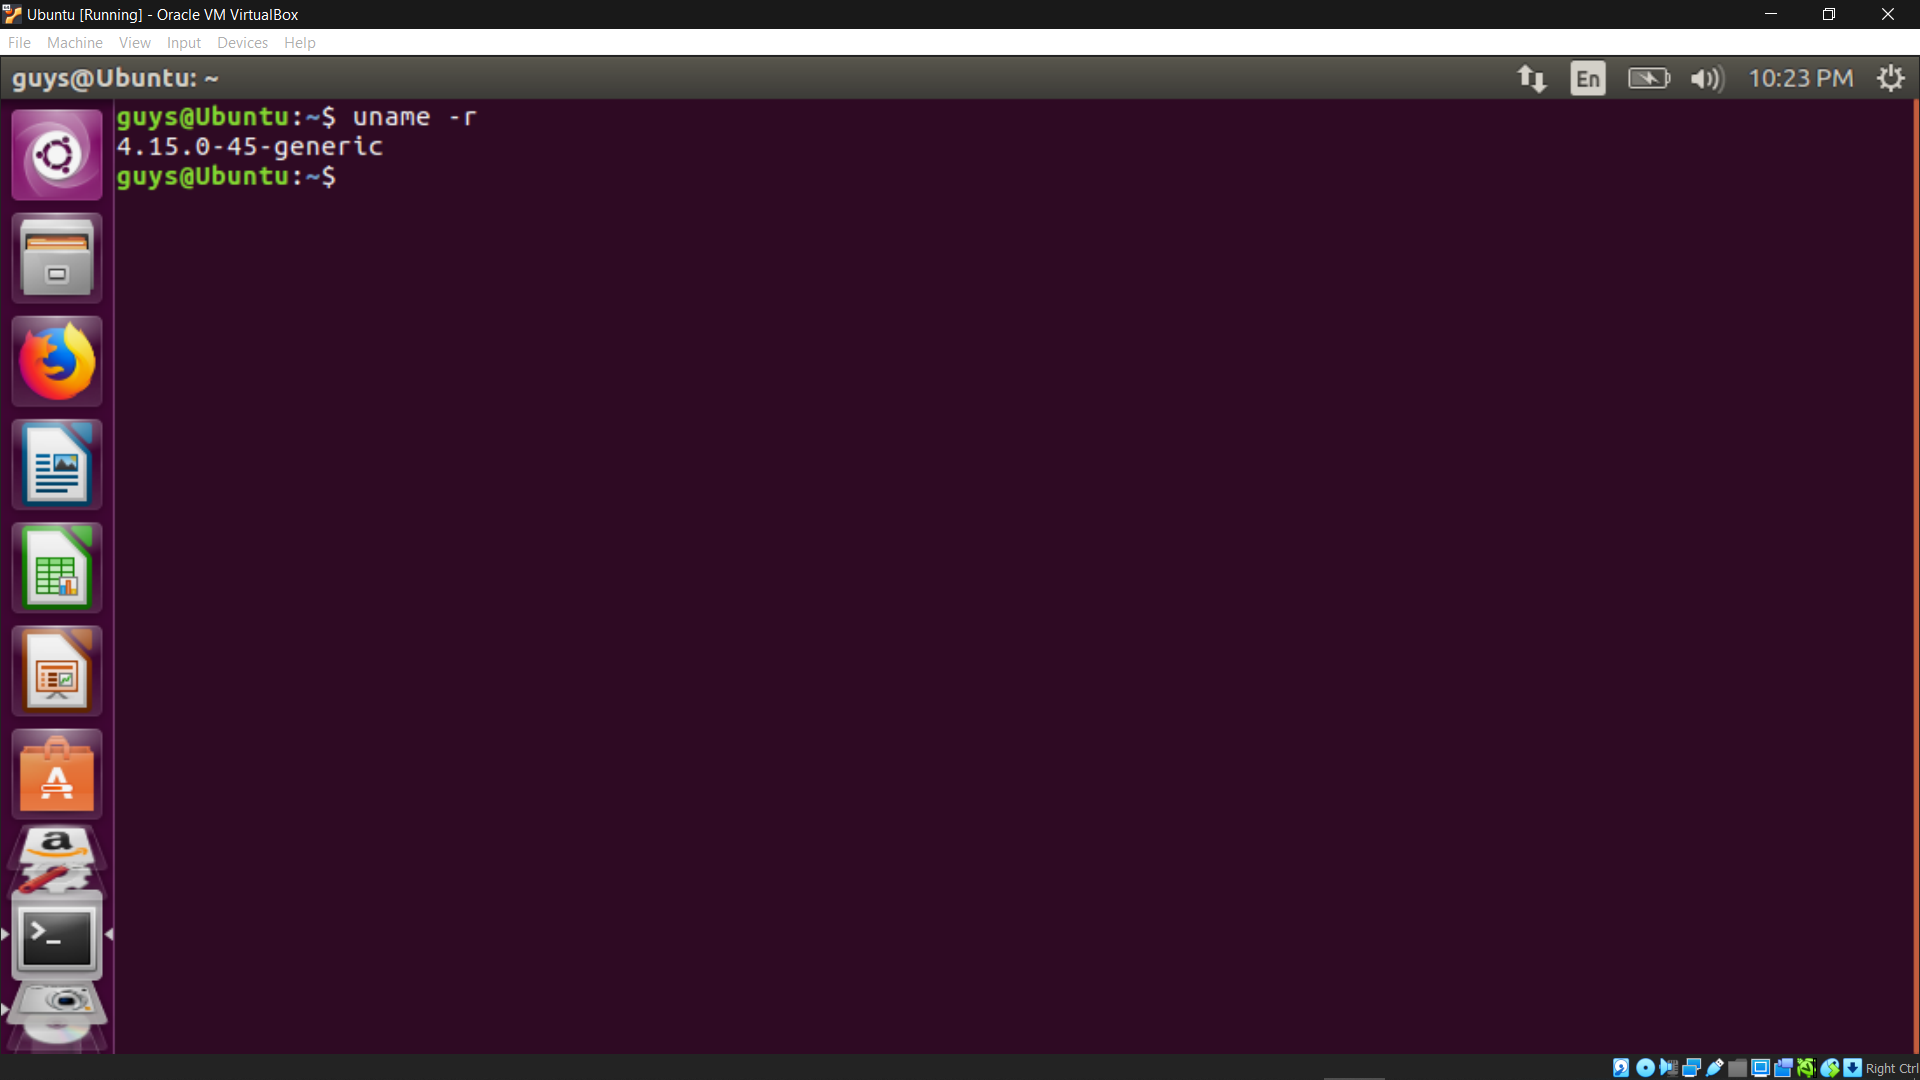 Ubuntu [Running] - Oracle VM VirtualBox
File Machine View Input Devices Help
guys@Ubuntu: ~ En 10:23 PM
guys@Ubuntu:~$ uname -r
4.15.0-45-generic
guys@Ubuntu:~$
Right Ctrl